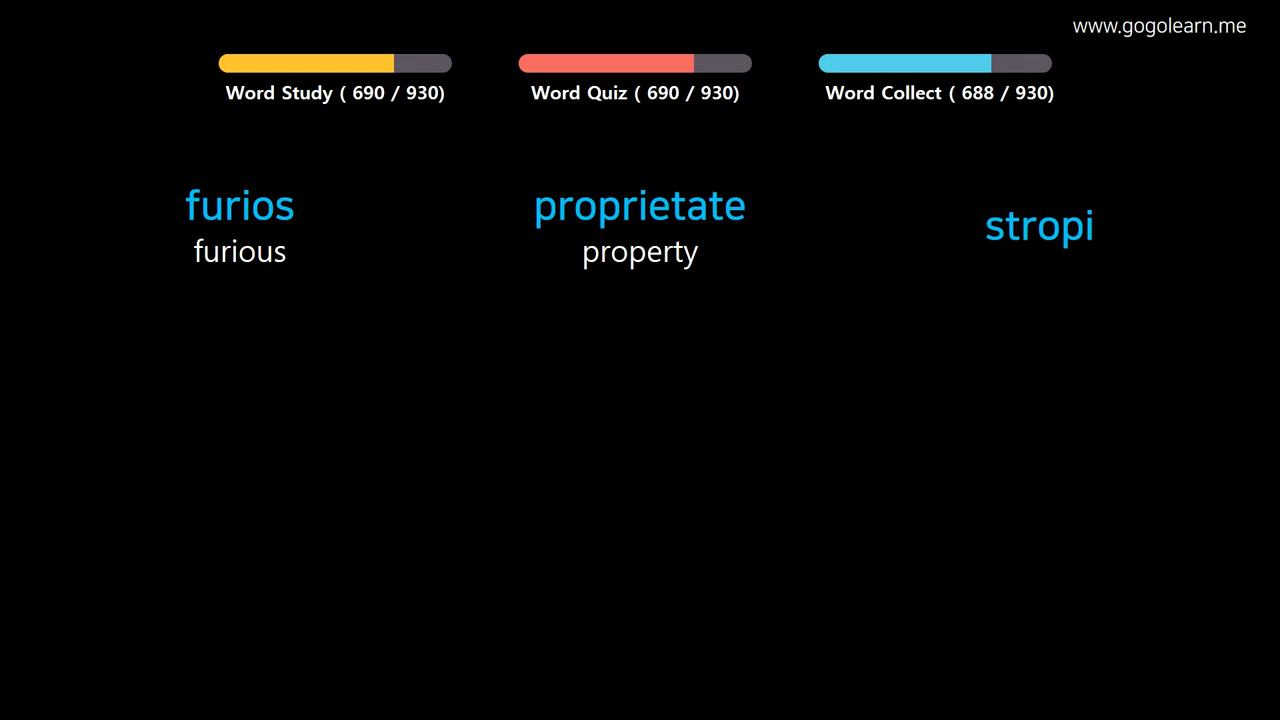 www.gogolearn.me
Word Study ( 690 / 930)
Word Quiz ( 690 / 930)
Word Collect ( 688 / 930)
furios
furious
proprietate
property
stropi